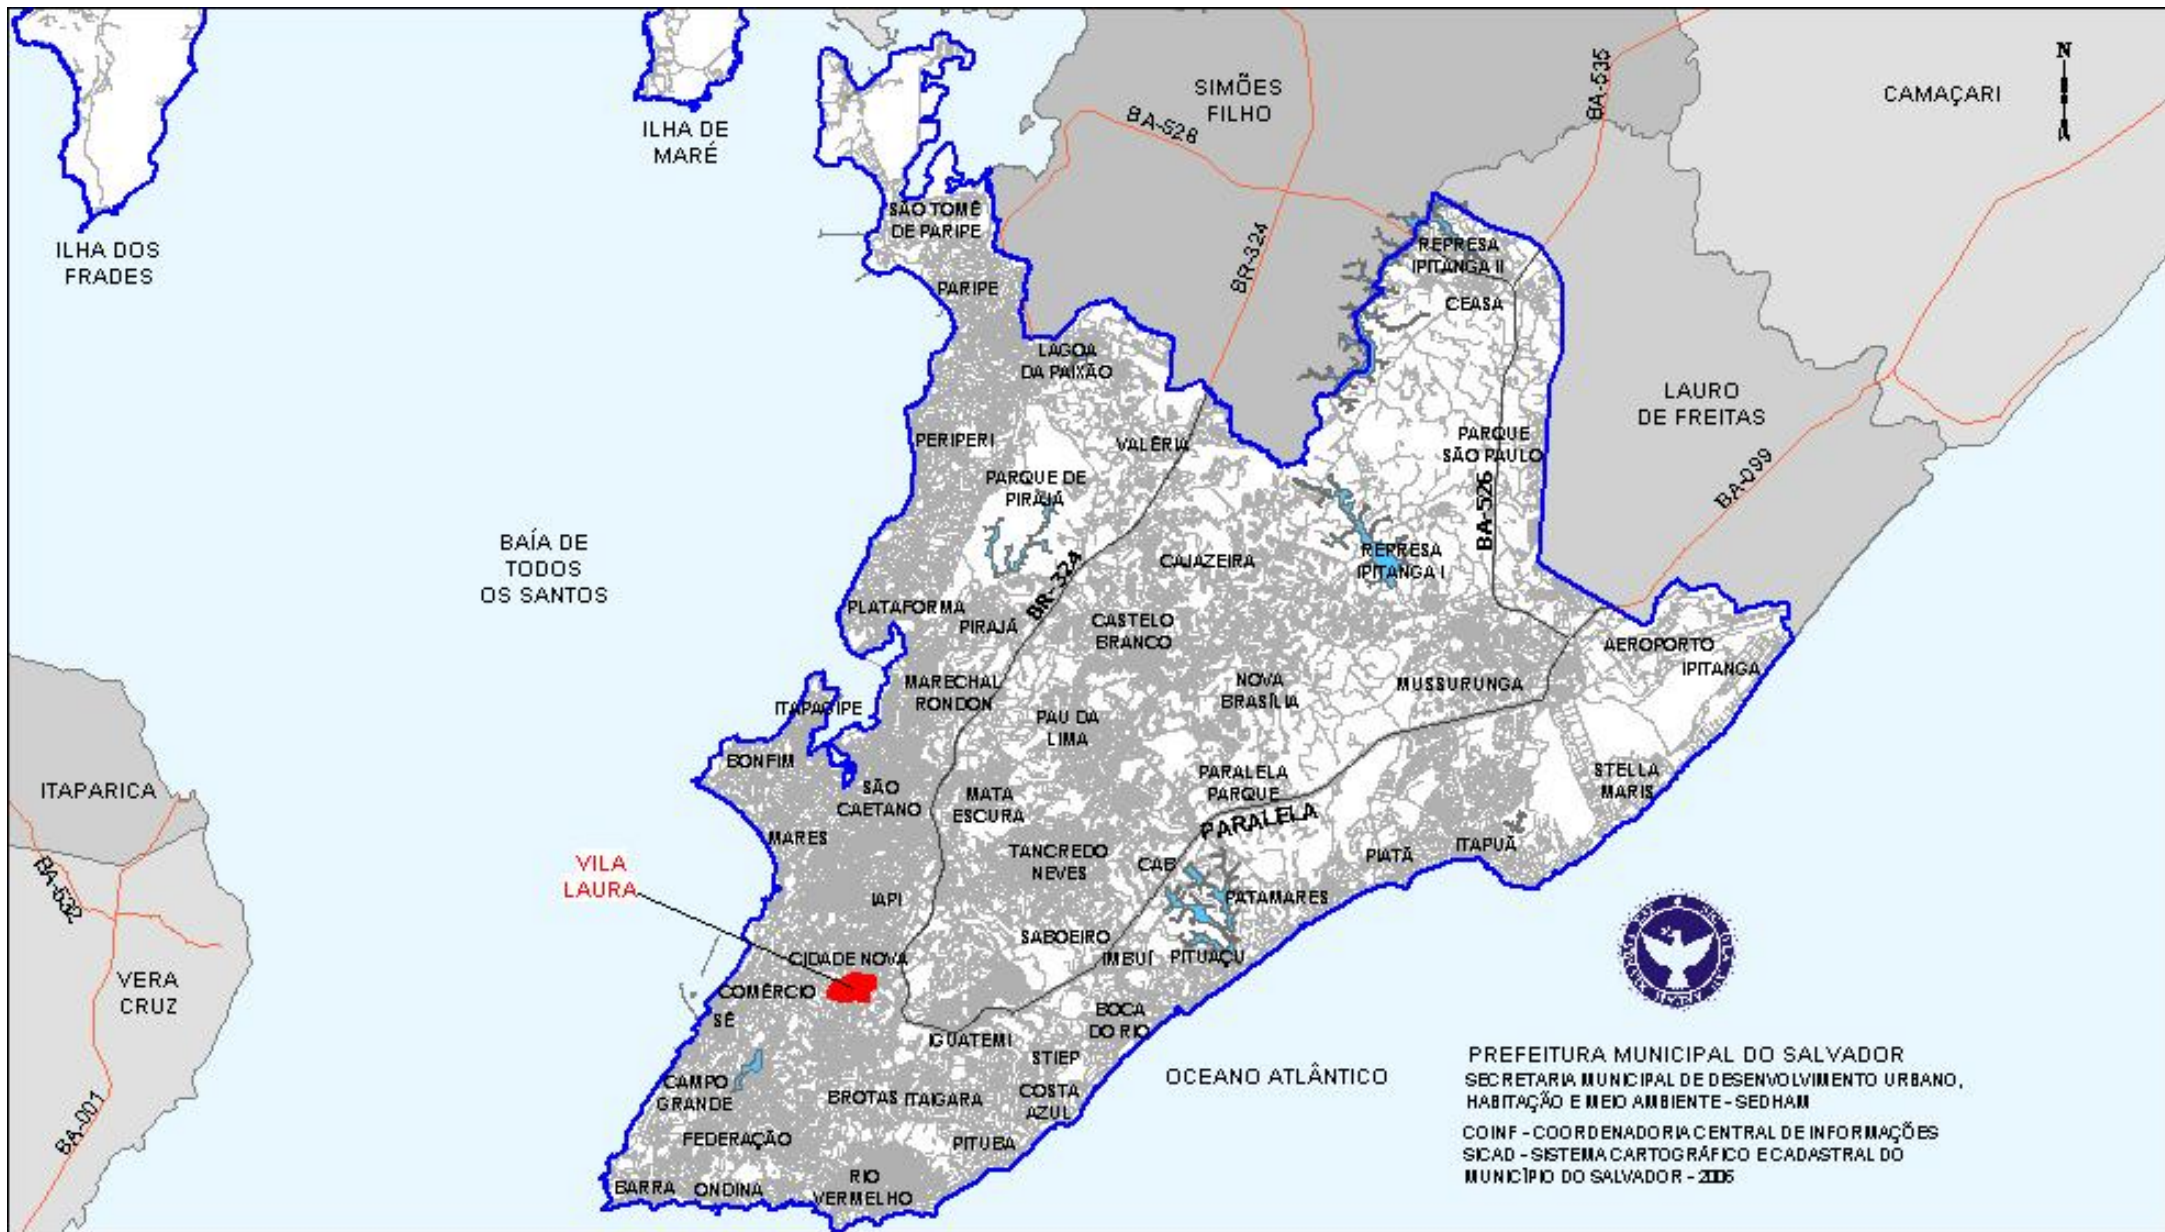 N
SIMÕES
FILHO
BA-535
CAMAÇARI
BA-528
ILHA DE
MARÉ
SÃO TOMÉ
DE PARIPE
ILHA DOS
FRADES
BR-324
REPRESA
IPITANGA II
PARIPE
CEASA
LAGOA
DA PAIXÃO
LAURO
DE FREITAS
PERIPERI
VALÉRIA
PARQUE
SÃO PAULO
PARQUE DE
PIRAJÁ
BA-099
BA-526
BAÍA DE
TODOS
OS SANTOS
CAJAZEIRA
REPRESA
IPITANGA I
BR-324
PLATAFORMA
PIRAJÁ
CASTELO
BRANCO
AEROPORTO
IPITANGA
MARECHAL
RONDON
NOVA
BRASÍLIA
MUSSURUNGA
ITAPAGIPE
PAU DA
LIMA
BONFIM
PARALELA
PARQUE
STELLA
MARIS
ITAPARICA
SÃO
CAETANO
MATA
ESCURA
PARALELA
MARES
TANCREDO
NEVES
CAB
PIATÃ
ITAPUÃ
VILA
LAURA
BA-532
IAPI
PATAMARES
SABOEIRO
CIDADE NOVA
IMBUÍ
PITUAÇU
VERA
CRUZ
COMÉRCIO
SÉ
BOCA
DO RIO
IGUATEMI
STIEP
OCEANO ATLÂNTICO
CAMPO
GRANDE
BROTAS
ITAIGARA
COSTA
AZUL
BA-001
FEDERAÇÃO
PITUBA
BARRA
ONDINA
RIO
VERMELHO
PREFEITURA MUNICIPAL DO SALVADOR
SECRETARIA MUNICIPAL DE DESENVOLVIMENTO URBANO,
HABITAÇÃO E MEIO AMBIENTE - SEDHAM
COINF - COORDENADORIA CENTRAL DE INFORMAÇÕES
SICAD - SISTEMA CARTOGRÁFICO E CADASTRAL DO
MUNICÍPIO DO SALVADOR - 2006